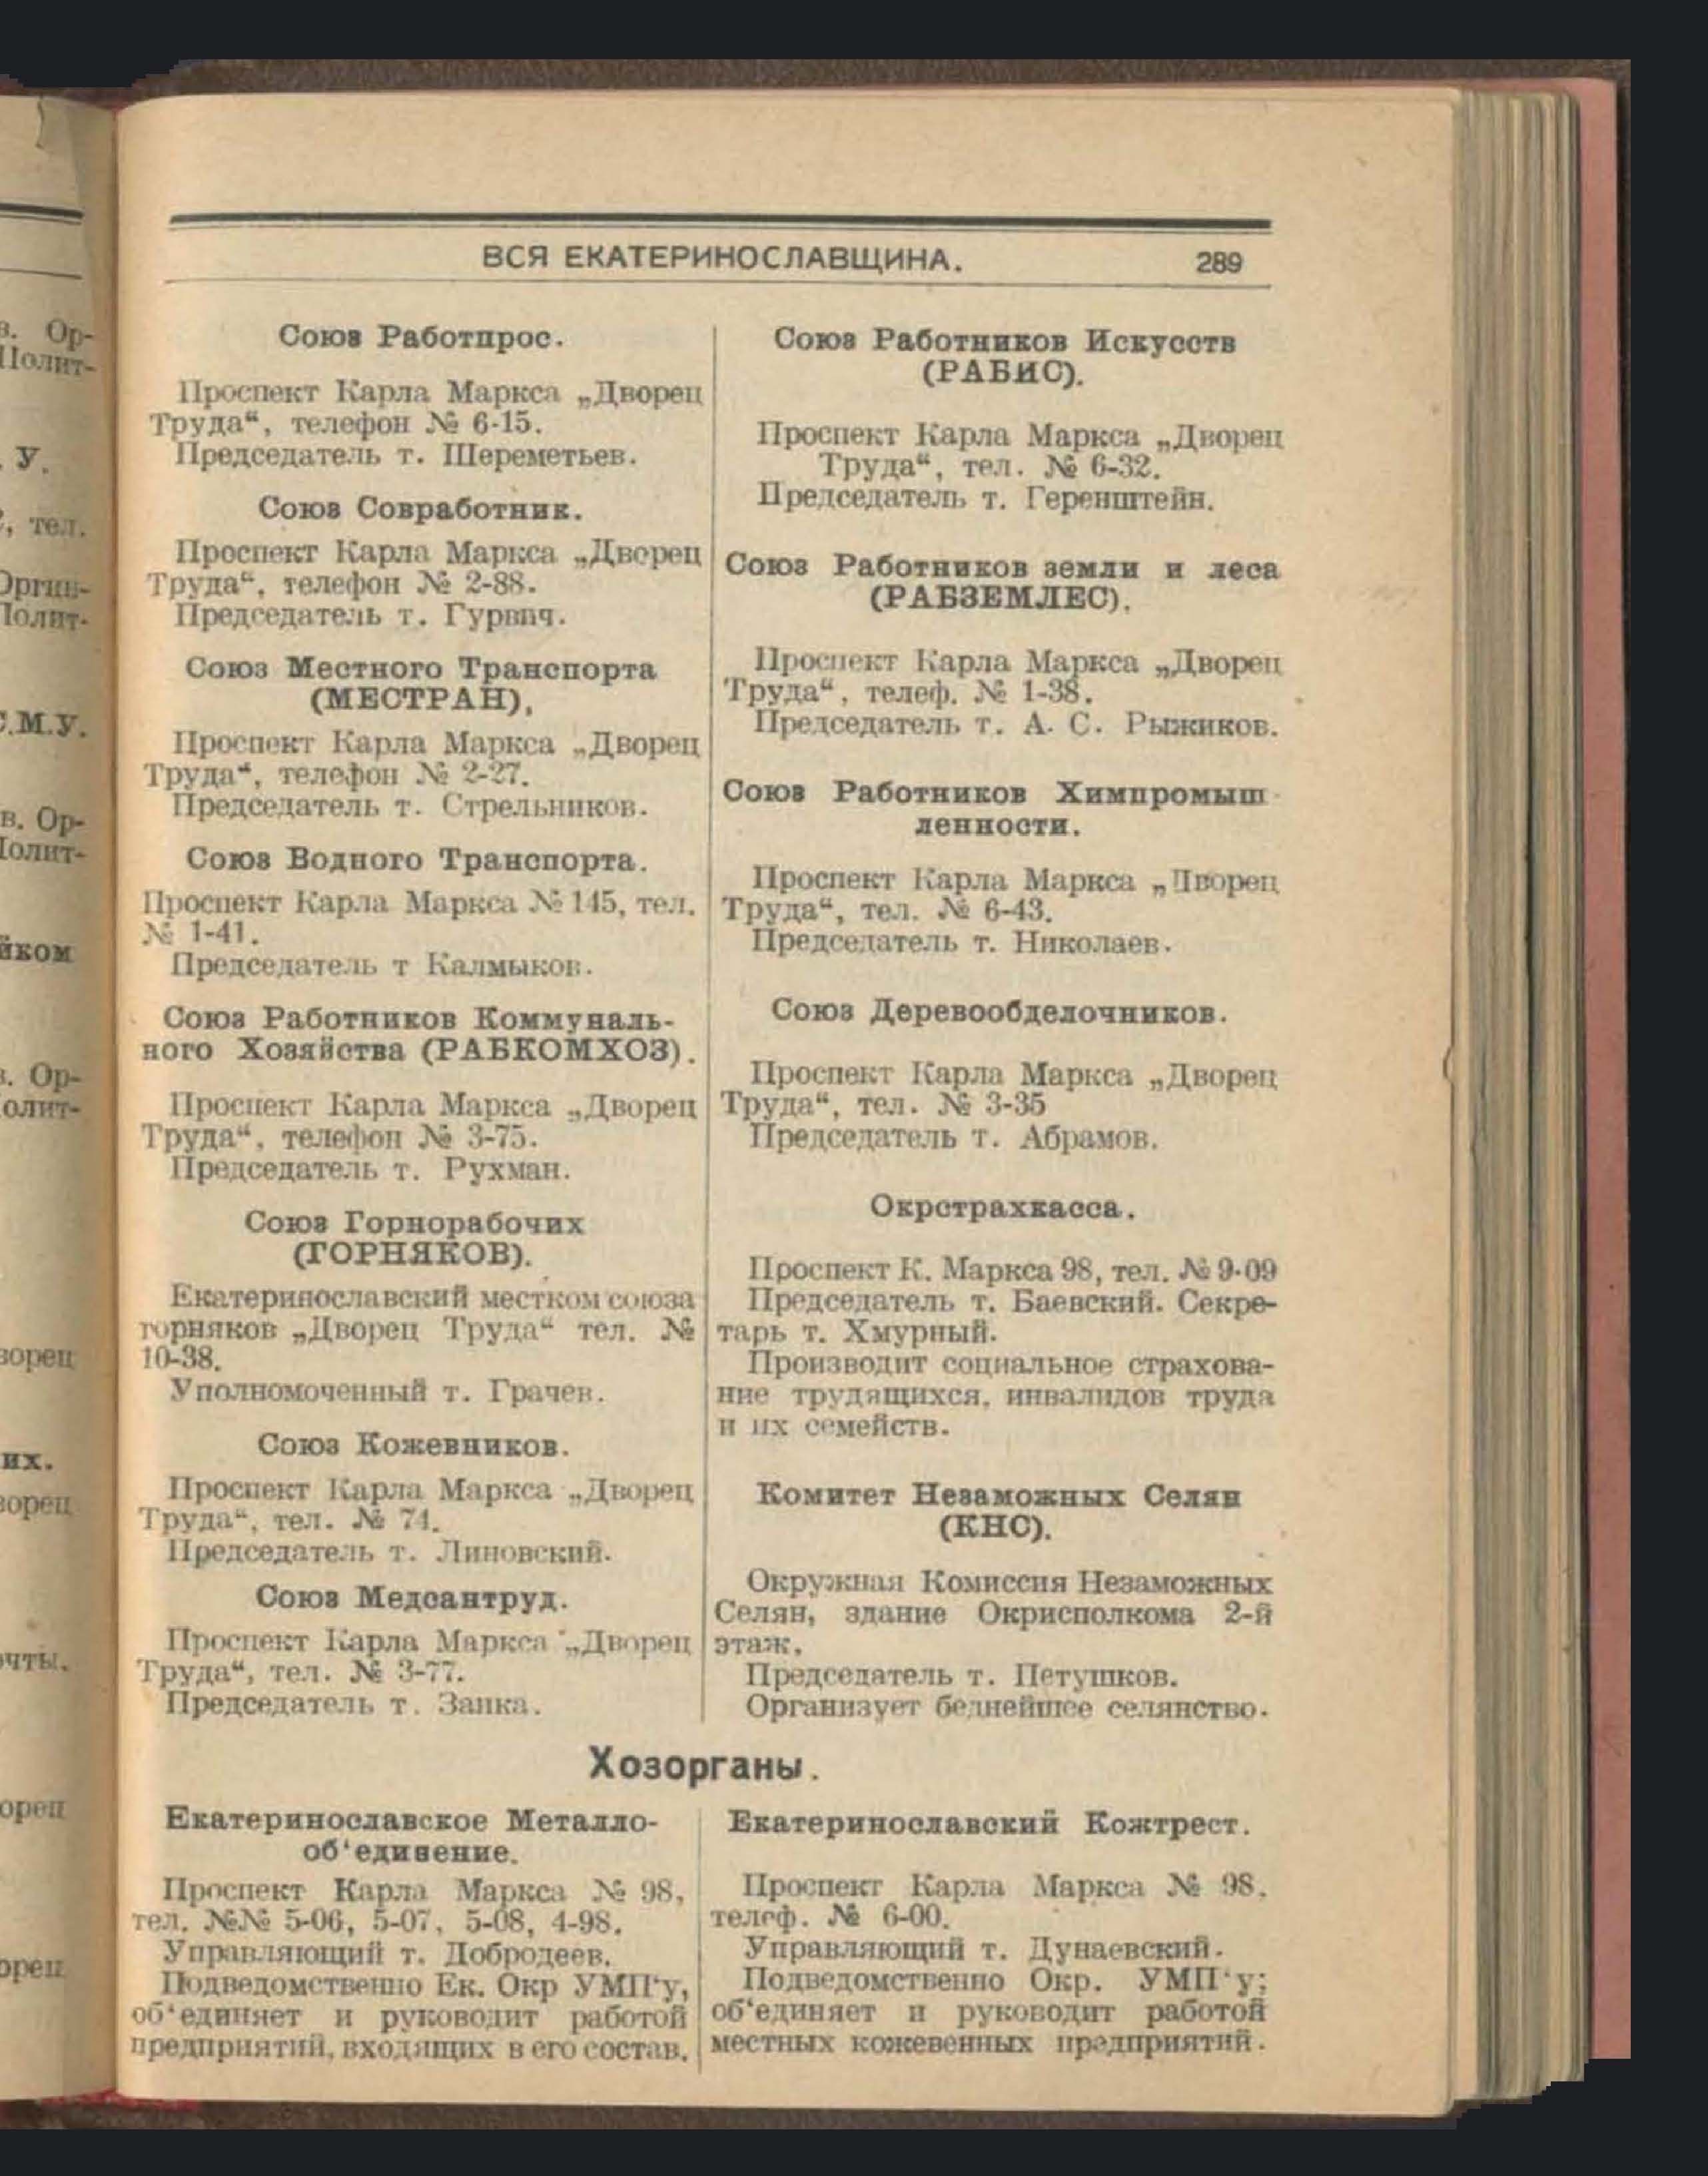 ВСЯ ЕКАТЕРИНОСЛАВЩИНА.
289
Союз Работпрос.
Проспект Карла Маркса „Дворец
Труда“, телефон № 6-15.
Председатель т. Шереметьев.
Союз Совработник.
Проспект Карла Маркса „Дворец
Труда“, телефон № 2-88.
Председатель т. Гурвич.
Союз Местного Транспорта
(МЕСТРАН).
Проспект Карла Маркса „Дворец
Труда“, телефон № 2-27.
Председатель т. Стрельников.
Союз Водного Транспорта.
Проспект Карла Маркса № 145, тел.
№ 1-41.
Председатель т Калмыков.
Союз Работников Коммуналь-
ного Хозяйства (РАБКОМХОЗ).
Проспект Карла Маркса „Дворец
Труда“, телефон № 3-75.
Председатель т. Рухман.
Союз Горнорабочих
(ГОРНЯКОВ).
Екатеринославский местком союза
горняков „Дворец Труда“ тел. №
10-38.
Уполномоченный т. Грачев.
Союз Кожевников.
Проспект Карла Маркса „Дворец
Труда“, тел. № 74.
Председатель т. Линовский.
Союз Медсантруд.
Проспект Карла Маркса „Дворец
Труда“, тел. № 3-77.
Председатель т. Заика.
Союз Работников Искусств
(РАБИС).
Проспект Карла Маркса „Дворец
Труда“, тел. № 6-32.
Председатель т. Геренштейн.
Союз Работников земли и леса
(РАБЗЕМЛЕС).
Проспект Карла Маркса „Дворец
Труда“, телеф. № 1-38.
Председатель т. А. С. Рыжиков.
Союз Работников Химпромыш-
ленности.
Проспект Карла Маркса „Дворец
Труда“, тел. № 6-43.
Председатель т. Николаев.
Союз Деревообделочников.
Проспект Карла Маркса „Дворец
Труда“, тел. № 3-35
Председатель т. Абрамов.
Окрстрахкасса.
Проспект К. Маркса 98, тел. № 9-09
Председатель т. Баевский. Секре-
тарь т. Хмурный.
Производит социальное страхова-
ние трудящихся, инвалидов труда
и их семейств.
Комитет Незаможных Селян
(КНС).
Окружная Комиссия Незаможных
Селян, здание Окрисполкома 2-й
этаж.
Председатель т. Петушков.
Организует беднейшее селянство.
Хозорганы.
Екатеринославское Металло-
об‘единение.
Проспект Карла Маркса № 98,
тел. №№ 5-06, 5-07, 5-08, 4-98.
Управляющий т. Добродеев.
Подведомственно Ек. Окр УМП‘у,
об‘единяет и руководит работой
предприятий, входящих в его состав.
Екатеринославский Кожтрест.
Проспект Карла Маркса № 98,
телеф. № 6-00.
Управляющий т. Дунаевский.
Подведомственно Окр. УМП‘у;
об‘единяет и руководит работой
местных кожевенных предприятий.